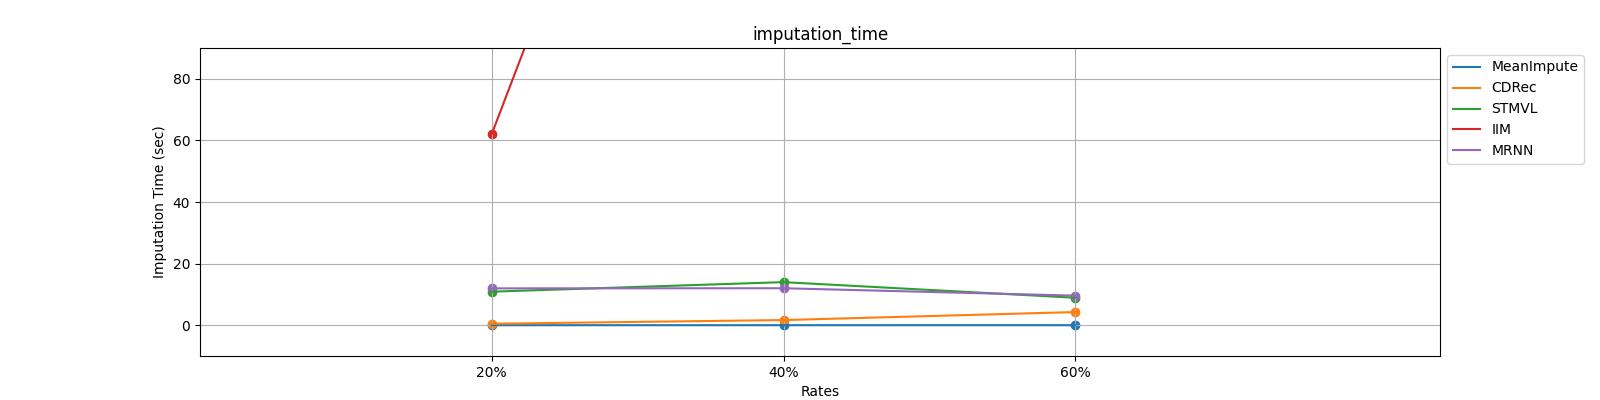 imputation_time
Imputation Time (sec)
80
60
40
20
0
20%
40%
60%
Rates
MeanImpute
CDRec
STMVL
IIM
MRNN